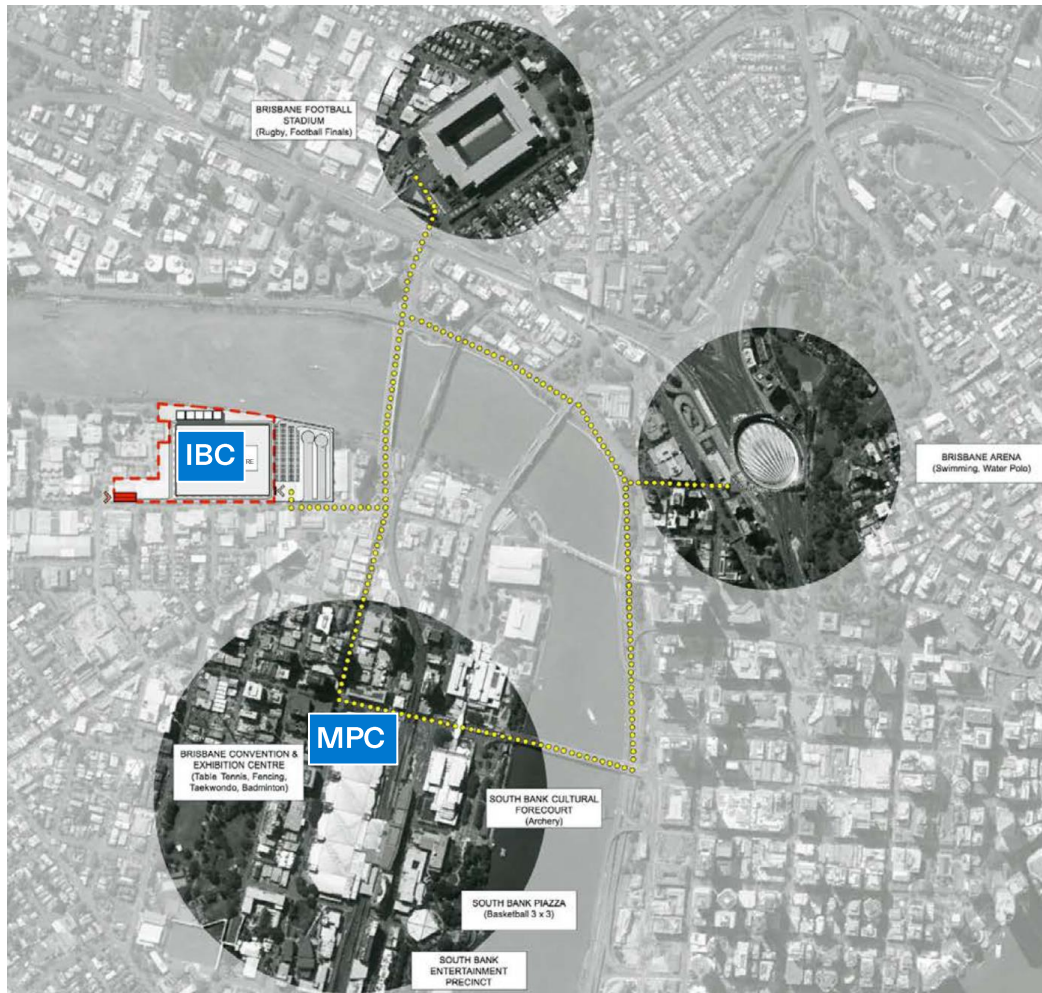 BRISBANE FOOTBALL
STADIUM
(Rugby, Football Finals)
IBC
RE
BRISBANE ARENA
(Swimming, Water Polo)
MPC
BRISBANE CONVENTION &
EXHIBITION CENTRE
(Table Tennis, Fencing,
Taekwondo, Badminton)
SOUTH BANK CULTURAL
FORECOURT
(Archery)
SOUTH BANK PIAZZA
(Basketball 3 x 3)
SOUTH BANK
ENTERTAINMENT
PRECINCT